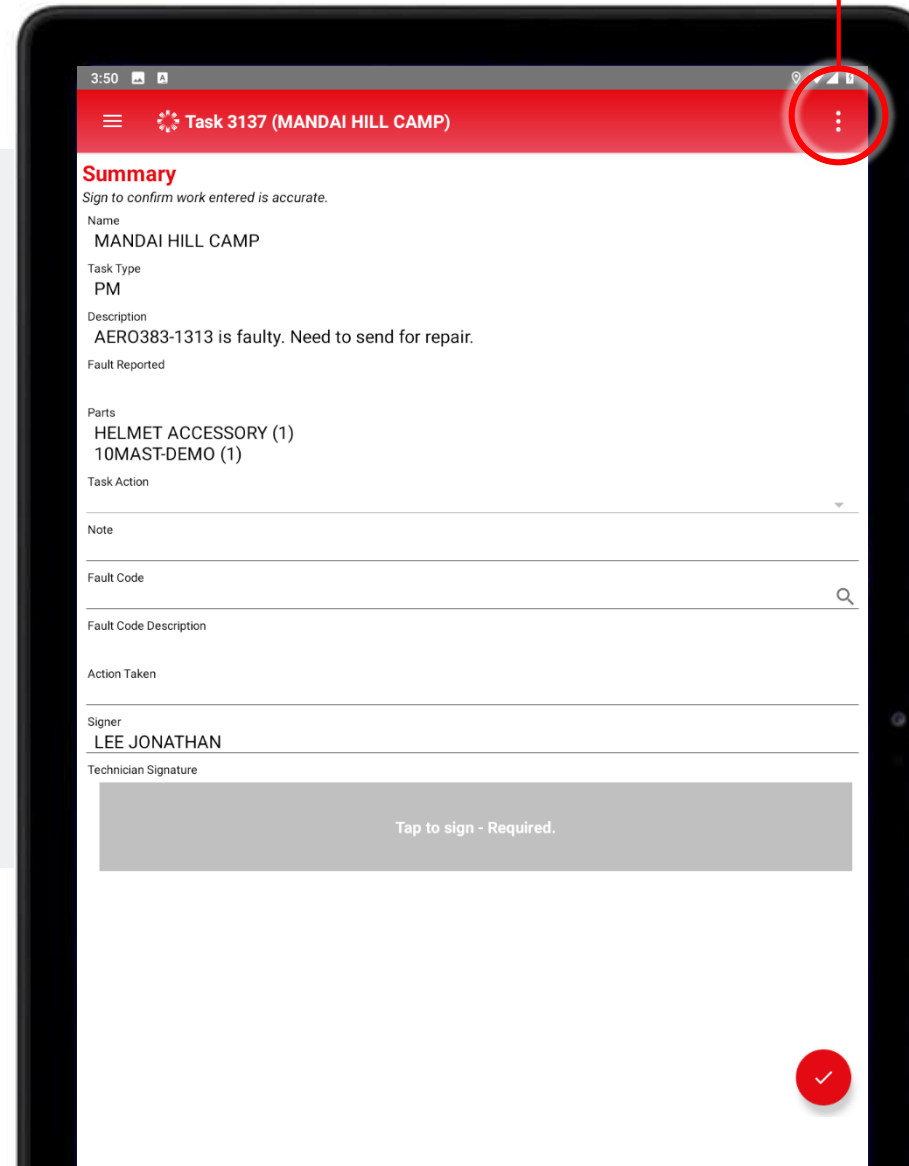 3:50
Task 3137 (MANDAI HILL CAMP)
Summary
Sign to confirm work entered is accurate.
Name
MANDAI HILL CAMP
Task Type
PM
Description
AERO383-1313 is faulty. Need to send for repair.
Fault Reported
Parts
HELMET ACCESSORY (1)
10MAST-DEMO (1)
Task Action
Note
Fault Code
Fault Code Description
Action Taken
Signer
LEE JONATHAN
Technician Signature
Tap to sign - Required.